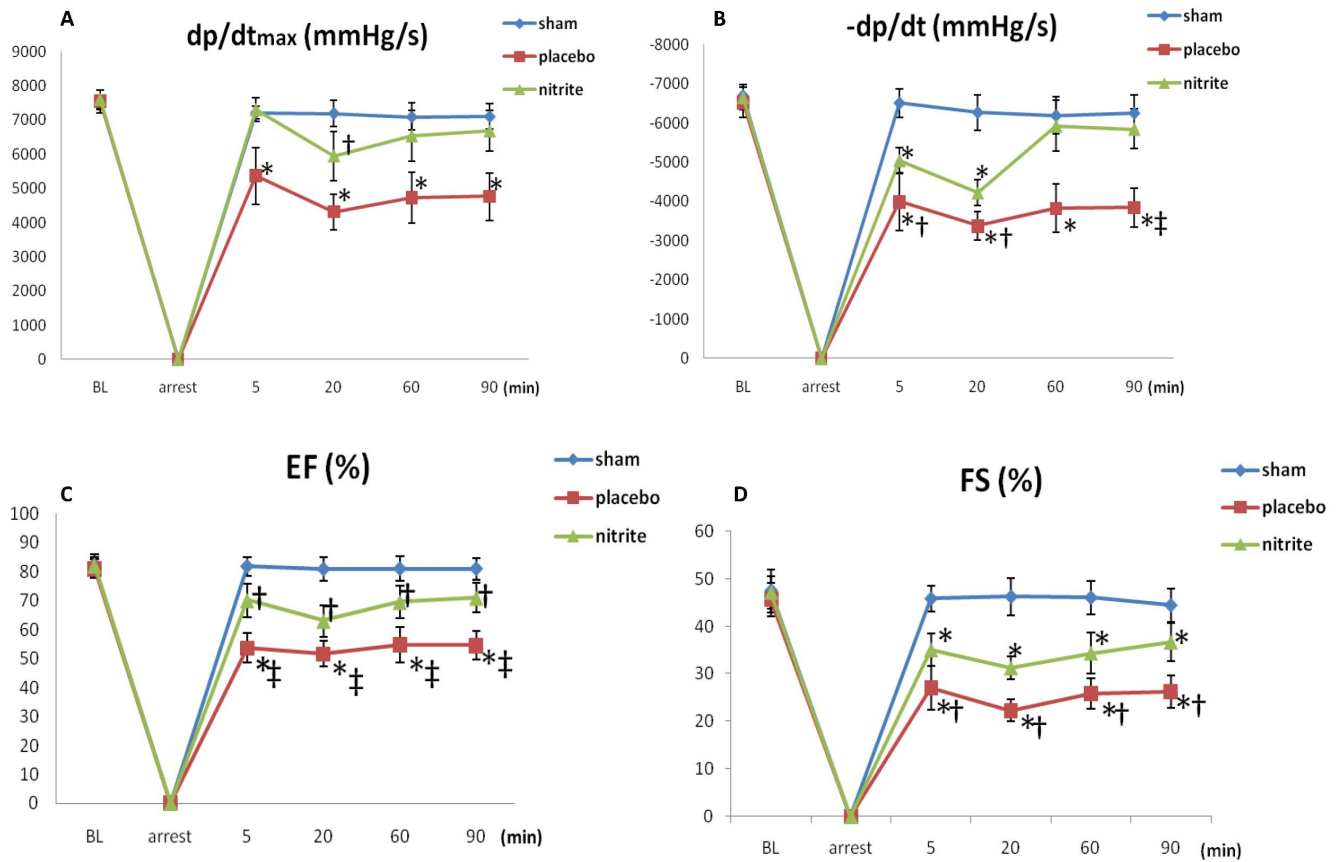 A
dp/dtmax (mmHg/s)
sham
placebo
nitrite
9000
8000
7000
6000
5000
4000
3000
2000
1000
0
†
*
*
*
*
BL arrest 5 20 60 90 (min)
B
-dp/dt (mmHg/s)
sham
placebo
nitrite
-8000
-7000
-6000
-5000
-4000
-3000
-2000
-1000
0
*
*
*†
*†
*
*‡
BL arrest 5 20 60 90 (min)
C
EF (%)
sham
placebo
nitrite
100
90
80
70
60
50
40
30
20
10
0
†
†
†
†
*‡
*‡
*‡
*‡
BL arrest 5 20 60 90 (min)
D
FS (%)
sham
placebo
nitrite
60
50
40
30
20
10
0
*
*
*
*
*†
*†
*†
*†
BL arrest 5 20 60 90 (min)